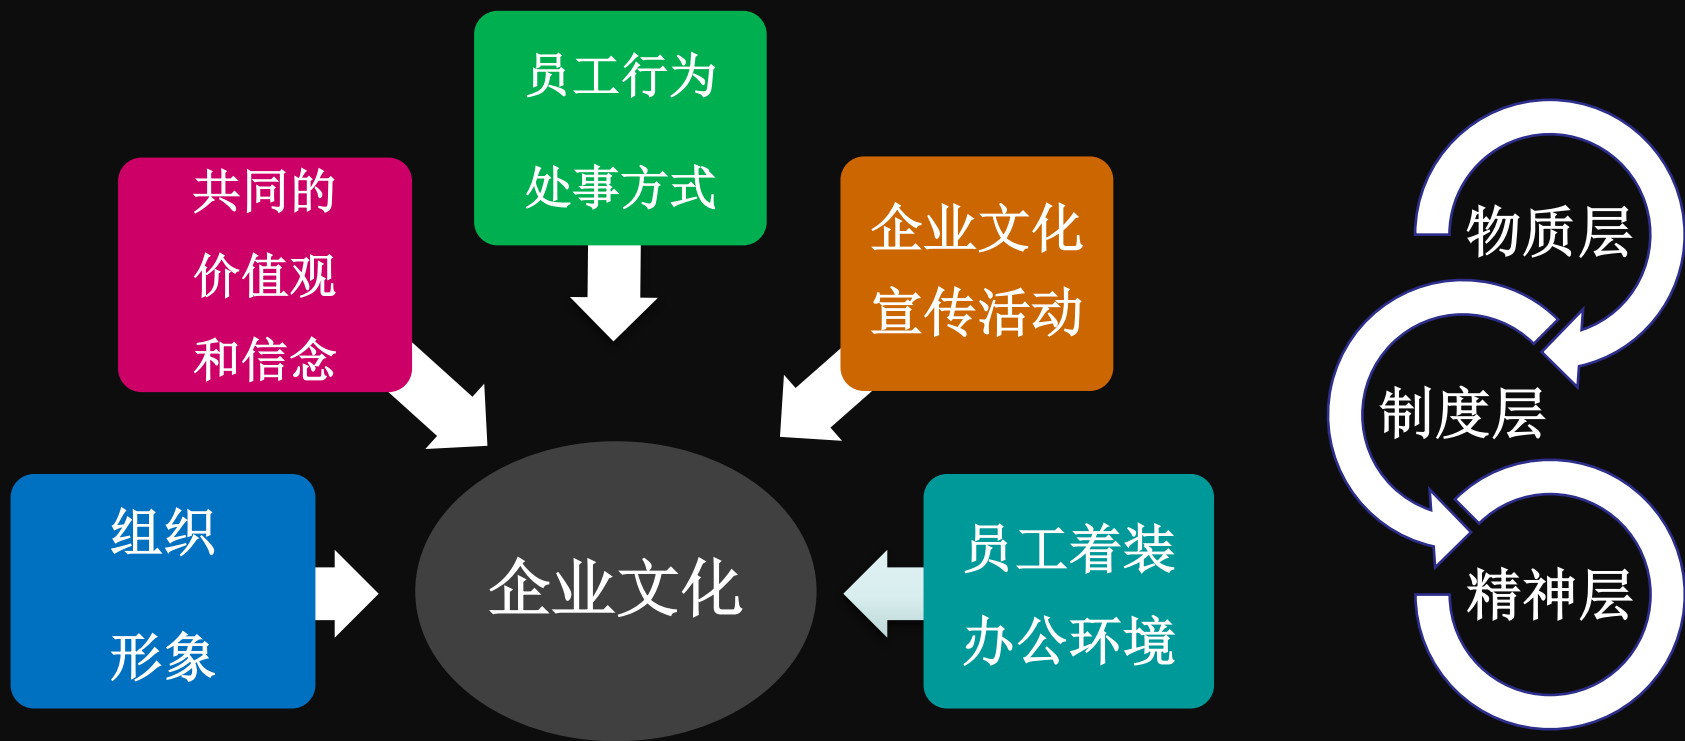 员工行为
处事方式
共同的
价值观
和信念
企业文化
宣传活动
组织
形象
企业文化
员工着装
办公环境
物质层
制度层
精神层